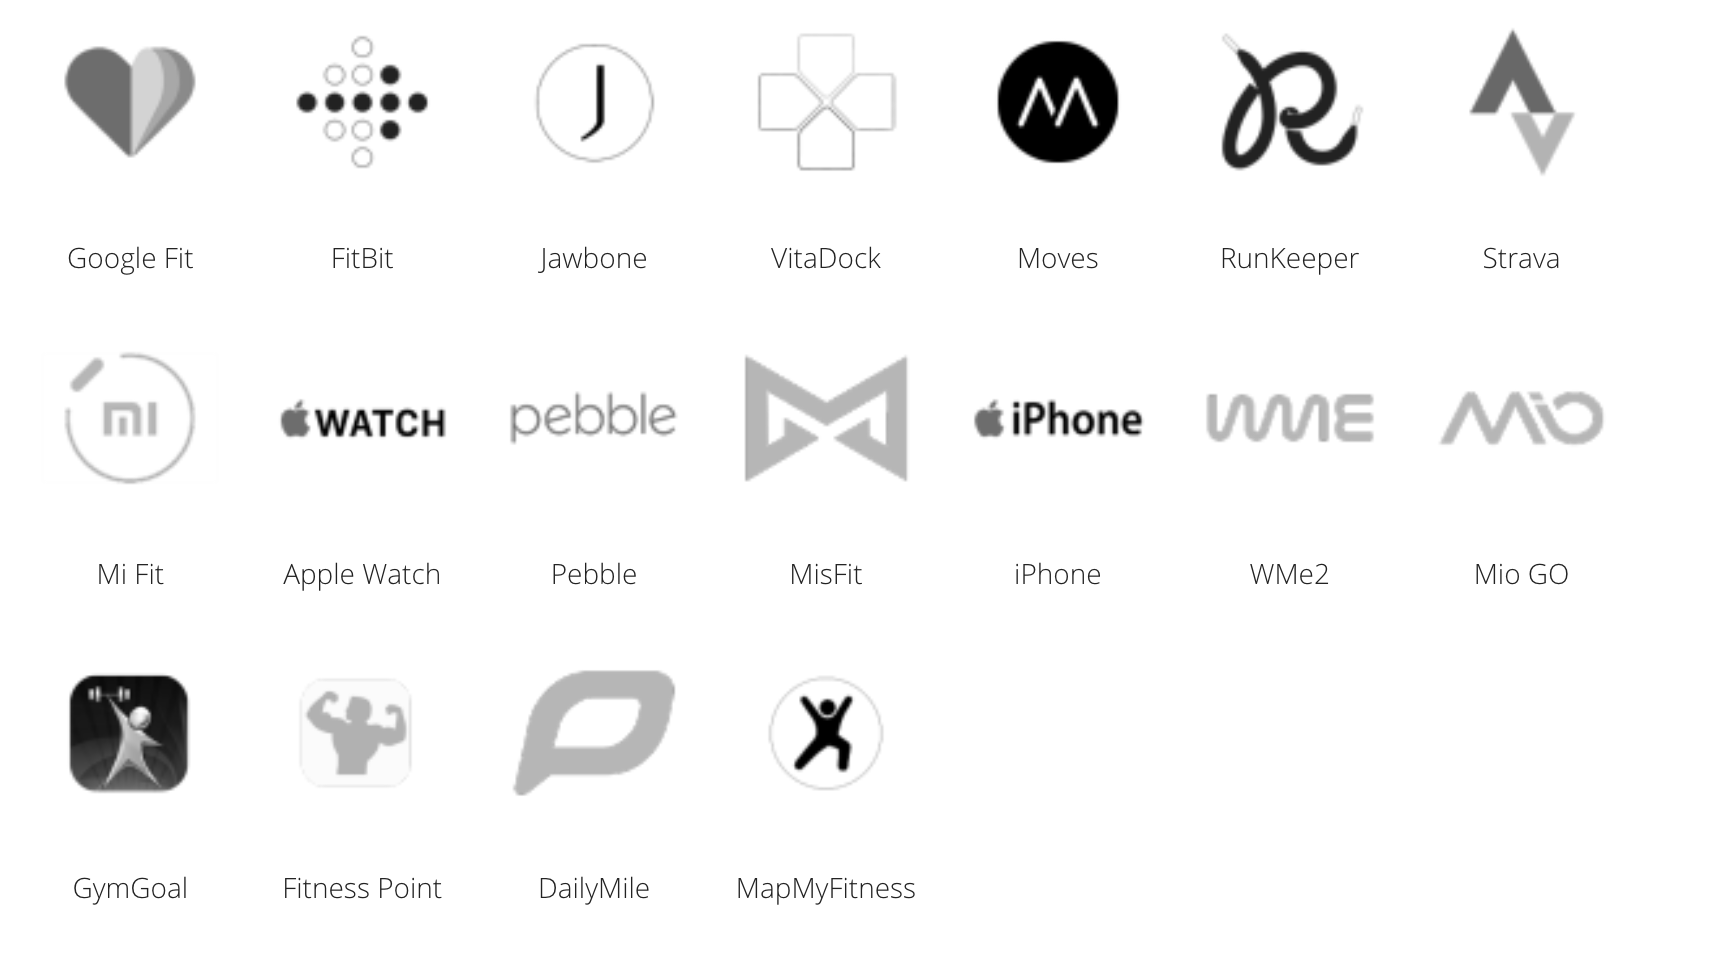 J
M
R
Google Fit FitBit Jawbone VitaDock Moves RunKeeper Strava
MI WATCH pebble iPhone WME MIO
Mi Fit Apple Watch Pebble MisFit iPhone WMe2 Mio GO
GymGoal Fitness Point DailyMile MapMyFitness